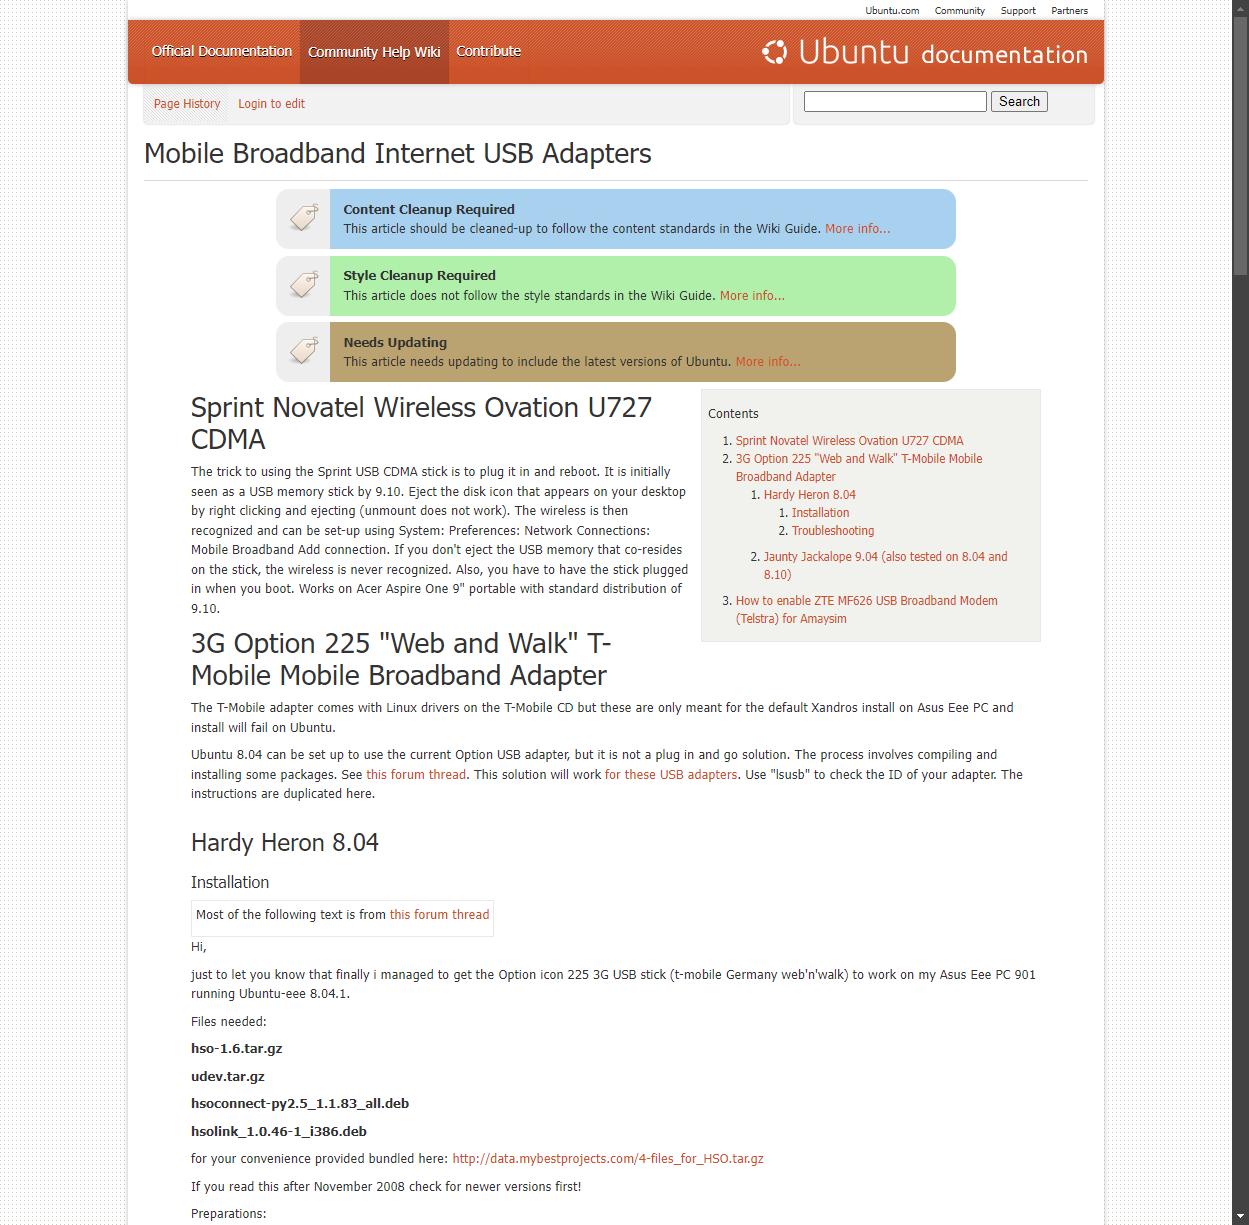 Ubuntu.com Community Support Partners
Official Documentation Community Help Wiki Contribute Ubuntu documentation
Page History Login to edit Search
Mobile Broadband Internet USB Adapters
Content Cleanup Required
This article should be cleaned-up to follow the content standards in the Wiki Guide. More info...
Style Cleanup Required
This article does not follow the style standards in the Wiki Guide. More info...
Needs Updating
This article needs updating to include the latest versions of Ubuntu. More info...
Contents
1. Sprint Novatel Wireless Ovation U727 CDMA
2. 3G Option 225 "Web and Walk" T-Mobile Mobile
Broadband Adapter
1. Hardy Heron 8.04
1. Installation
2. Troubleshooting
2. Jaunty Jackalope 9.04 (also tested on 8.04 and
8.10)
3. How to enable ZTE MF626 USB Broadband Modem
(Telstra) for Amaysim
Sprint Novatel Wireless Ovation U727
CDMA
The trick to using the Sprint USB CDMA stick is to plug it in and reboot. It is initially
seen as a USB memory stick by 9.10. Eject the disk icon that appears on your desktop
by right clicking and ejecting (unmount does not work). The wireless is then
recognized and can be set-up using System: Preferences: Network Connections:
Mobile Broadband Add connection. If you don't eject the USB memory that co-resides
on the stick, the wireless is never recognized. Also, you have to have the stick plugged
in when you boot. Works on Acer Aspire One 9" portable with standard distribution of
9.10.
3G Option 225 "Web and Walk" T-
Mobile Mobile Broadband Adapter
The T-Mobile adapter comes with Linux drivers on the T-Mobile CD but these are only meant for the default Xandros install on Asus Eee PC and
install will fail on Ubuntu.
Ubuntu 8.04 can be set up to use the current Option USB adapter, but it is not a plug in and go solution. The process involves compiling and
installing some packages. See this forum thread. This solution will work for these USB adapters. Use "lsusb" to check the ID of your adapter. The
instructions are duplicated here.
Hardy Heron 8.04
Installation
Most of the following text is from this forum thread
Hi,
just to let you know that finally i managed to get the Option icon 225 3G USB stick (t-mobile Germany web'n'walk) to work on my Asus Eee PC 901
running Ubuntu-eee 8.04.1.
Files needed:
hso-1.6.tar.gz
udev.tar.gz
hsoconnect-py2.5_1.1.83_all.deb
hsolink_1.0.46-1_i386.deb
for your convenience provided bundled here: http://data.mybestprojects.com/4-files_for_HSO.tar.gz
If you read this after November 2008 check for newer versions first!
Preparations: